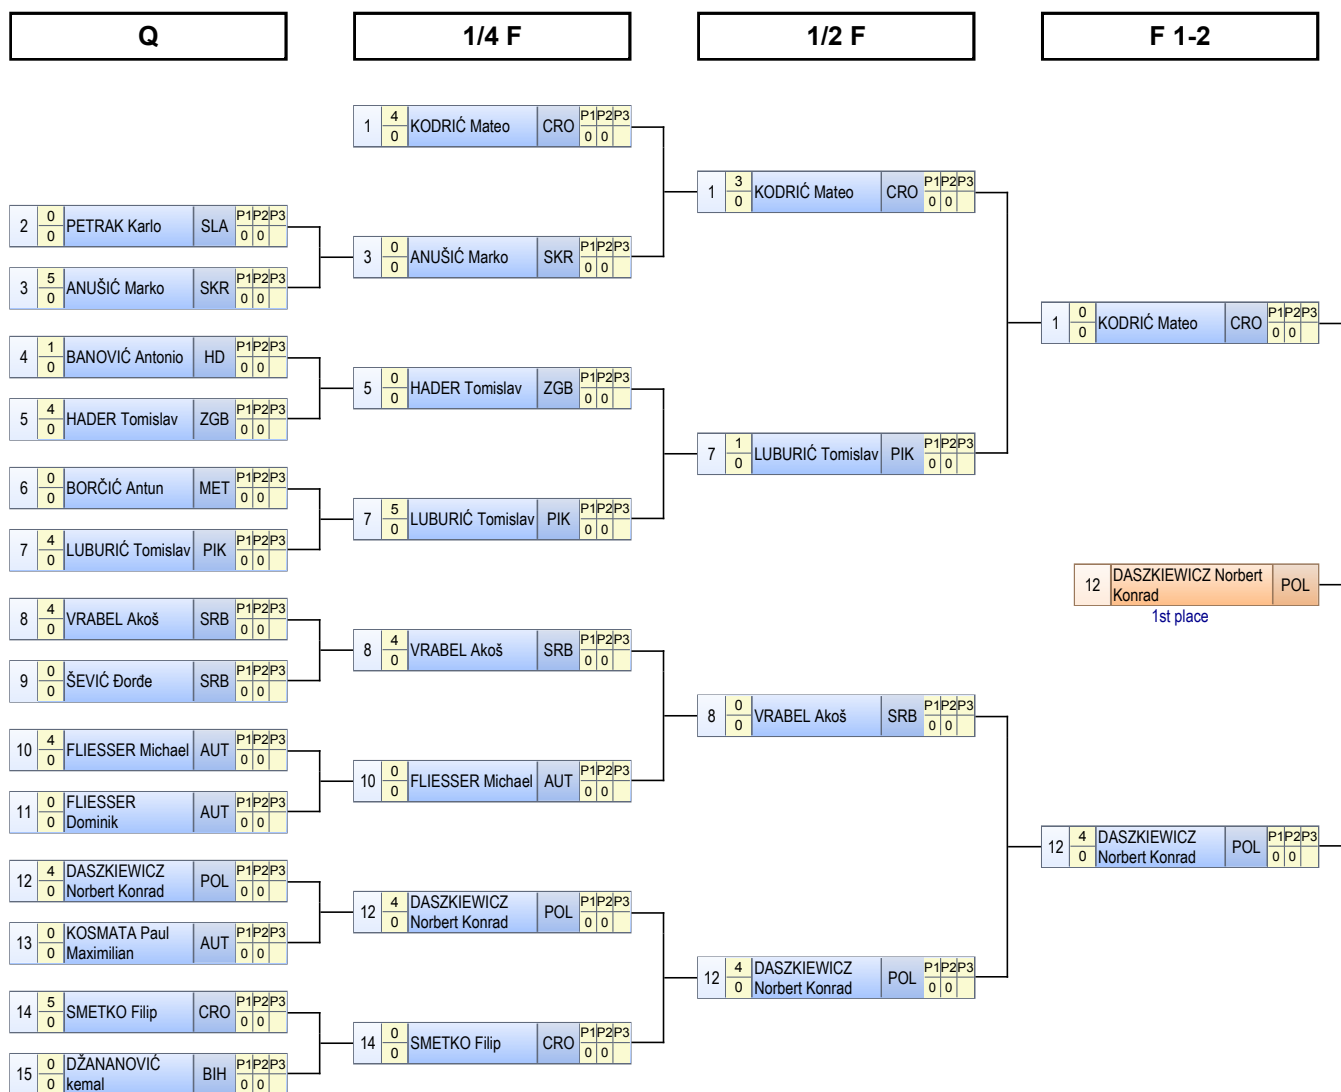 Q
1/4 F
1/2 F
F 1-2
1 4 0 KODRIĆ Mateo CRO P1 P2 P3 0 0
1 3 0 KODRIĆ Mateo CRO P1 P2 P3 0 0
2 0 0 PETRAK Karlo SLA P1 P2 P3 0 0
3 0 0 ANUŠIĆ Marko SKR P1 P2 P3 0 0
3 5 0 ANUŠIĆ Marko SKR P1 P2 P3 0 0
1 0 0 KODRIĆ Mateo CRO P1 P2 P3 0 0
4 1 0 BANOVIĆ Antonio HD P1 P2 P3 0 0
5 0 0 HADER Tomislav ZGB P1 P2 P3 0 0
5 4 0 HADER Tomislav ZGB P1 P2 P3 0 0
7 1 0 LUBURIĆ Tomislav PIK P1 P2 P3 0 0
6 0 0 BORČIĆ Antun MET P1 P2 P3 0 0
7 5 0 LUBURIĆ Tomislav PIK P1 P2 P3 0 0
7 4 0 LUBURIĆ Tomislav PIK P1 P2 P3 0 0
12 DASZKIEWICZ Norbert
Konrad POL
1st place
8 4 0 VRABEL Akoš SRB P1 P2 P3 0 0
8 4 0 VRABEL Akoš SRB P1 P2 P3 0 0
9 0 0 ŠEVIĆ Đorđe SRB P1 P2 P3 0 0
8 0 0 VRABEL Akoš SRB P1 P2 P3 0 0
10 4 0 FLIESSER Michael AUT P1 P2 P3 0 0
10 0 0 FLIESSER Michael AUT P1 P2 P3 0 0
11 0 0 FLIESSER
Dominik AUT P1 P2 P3 0 0
12 4 0 DASZKIEWICZ
Norbert Konrad POL P1 P2 P3 0 0
12 4 0 DASZKIEWICZ
Norbert Konrad POL P1 P2 P3 0 0
12 4 0 DASZKIEWICZ
Norbert Konrad POL P1 P2 P3 0 0
13 0 0 KOSMATA Paul
Maximilian AUT P1 P2 P3 0 0
12 4 0 DASZKIEWICZ
Norbert Konrad POL P1 P2 P3 0 0
14 5 0 SMETKO Filip CRO P1 P2 P3 0 0
14 0 0 SMETKO Filip CRO P1 P2 P3 0 0
15 0 0 DŽANANOVIĆ
kemal BIH P1 P2 P3 0 0